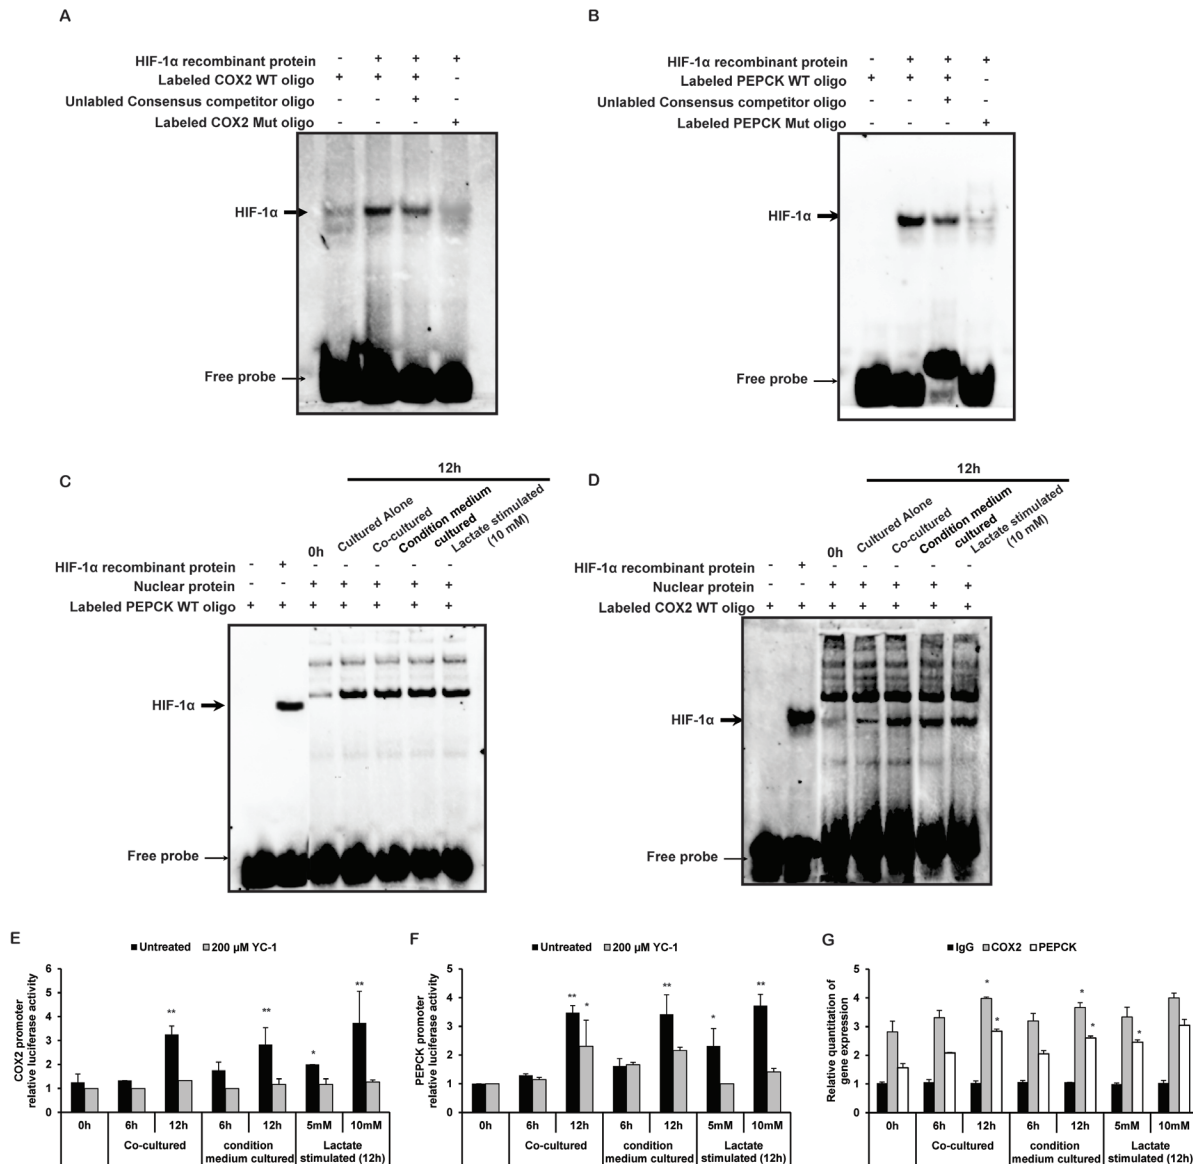 A
HIF-1α recombinant protein - + + +
Labeled COX2 WT oligo + + + -
Unlabled Consensus competitor oligo - - + -
Labeled COX2 Mut oligo - - - +
HIF-1α
Free probe
B
HIF-1α recombinant protein - + + +
Labeled PEPCK WT oligo + + + -
Unlabled Consensus competitor oligo - - + -
Labeled PEPCK Mut oligo - - - +
HIF-1α
Free probe
C
12h
0h
Cultured Alone
Co-cultured
Condition medium
cultured
Lactate stimulated
(10 mM)
HIF-1α recombinant protein - + - - - - -
Nuclear protein - - + + + + +
Labeled PEPCK WT oligo + + + + + + +
HIF-1α
Free probe
D
12h
0h
Cultured Alone
Co-cultured
Condition medium
cultured
Lactate stimulated
(10 mM)
HIF-1α recombinant protein - + - - - - -
Nuclear protein - - + + + + +
Labeled COX2 WT oligo + + + + + + +
HIF-1α
Free probe
E
Untreated 200 µM YC-1
COX2 promoter
relative luciferase activity
6
5
4
3
2
1
0
** ** * **
0h 6h 12h 6h 12h 5mM 10mM
Co-cultured condition medium cultured Lactate stimulated (12h)
F
Untreated 200 µM YC-1
PEPCK promoter
relative luciferase activity
5
4
3
2
1
0
** * ** * **
0h 6h 12h 6h 12h 5mM 10mM
Co-cultured condition medium cultured Lactate stimulated (12h)
G
IgG COX2 PEPCK
Relative quantitation of
gene expression
5
4
3
2
1
0
* * * * *
0h 6h 12h 6h 12h 5mM 10mM
Co-cultured condition medium cultured Lactate stimulated (12h)